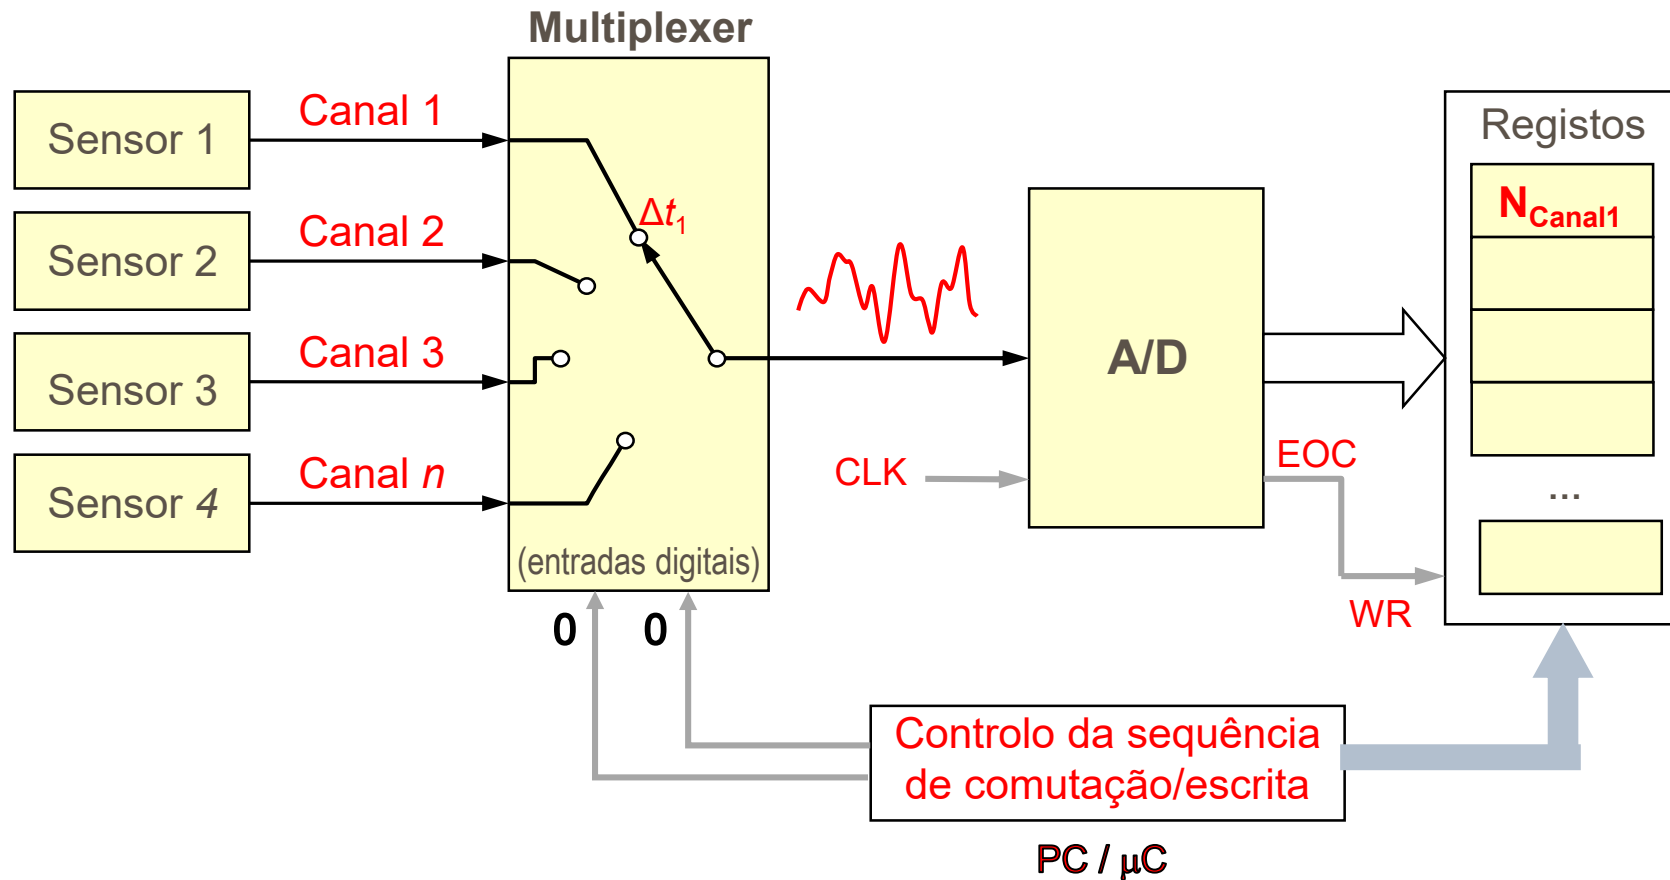 Multiplexer
Sensor 1
Canal 1
Sensor 2
Canal 2
Sensor 3
Canal 3
Sensor 4
Canal n
Δt1
(entradas digitais)
0 0
A/D
CLK
EOC
WR
Registos
NCanal1
...
Controlo da sequência
de comutação/escrita
PC / μC